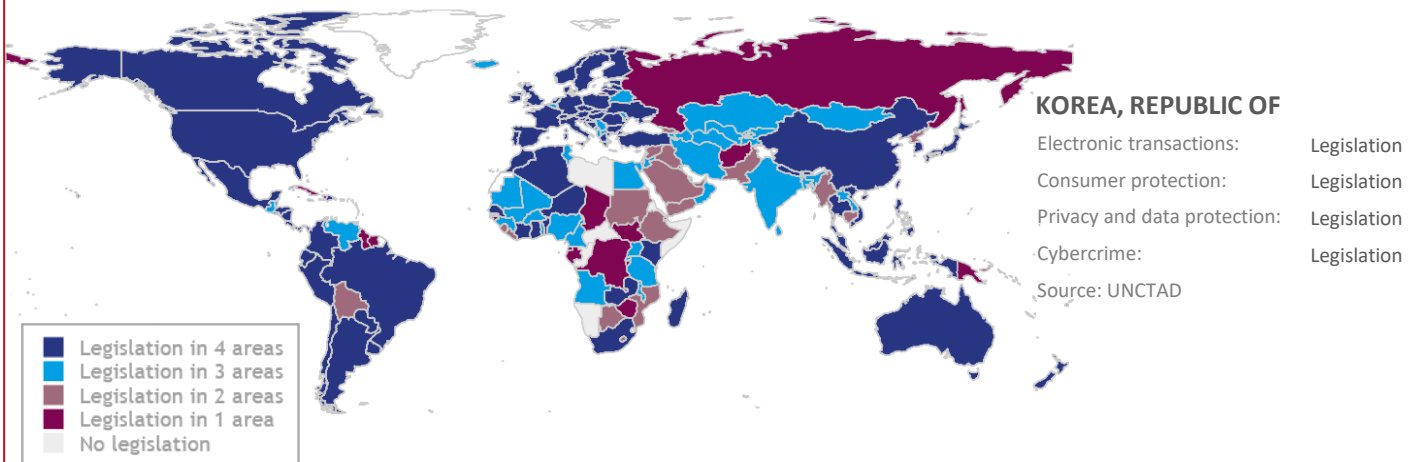 KOREA, REPUBLIC OF
Electronic transactions: Legislation
Consumer protection: Legislation
Privacy and data protection: Legislation
Cybercrime: Legislation
Source: UNCTAD
Legislation in 4 areas
Legislation in 3 areas
Legislation in 2 areas
Legislation in 1 area
No legislation